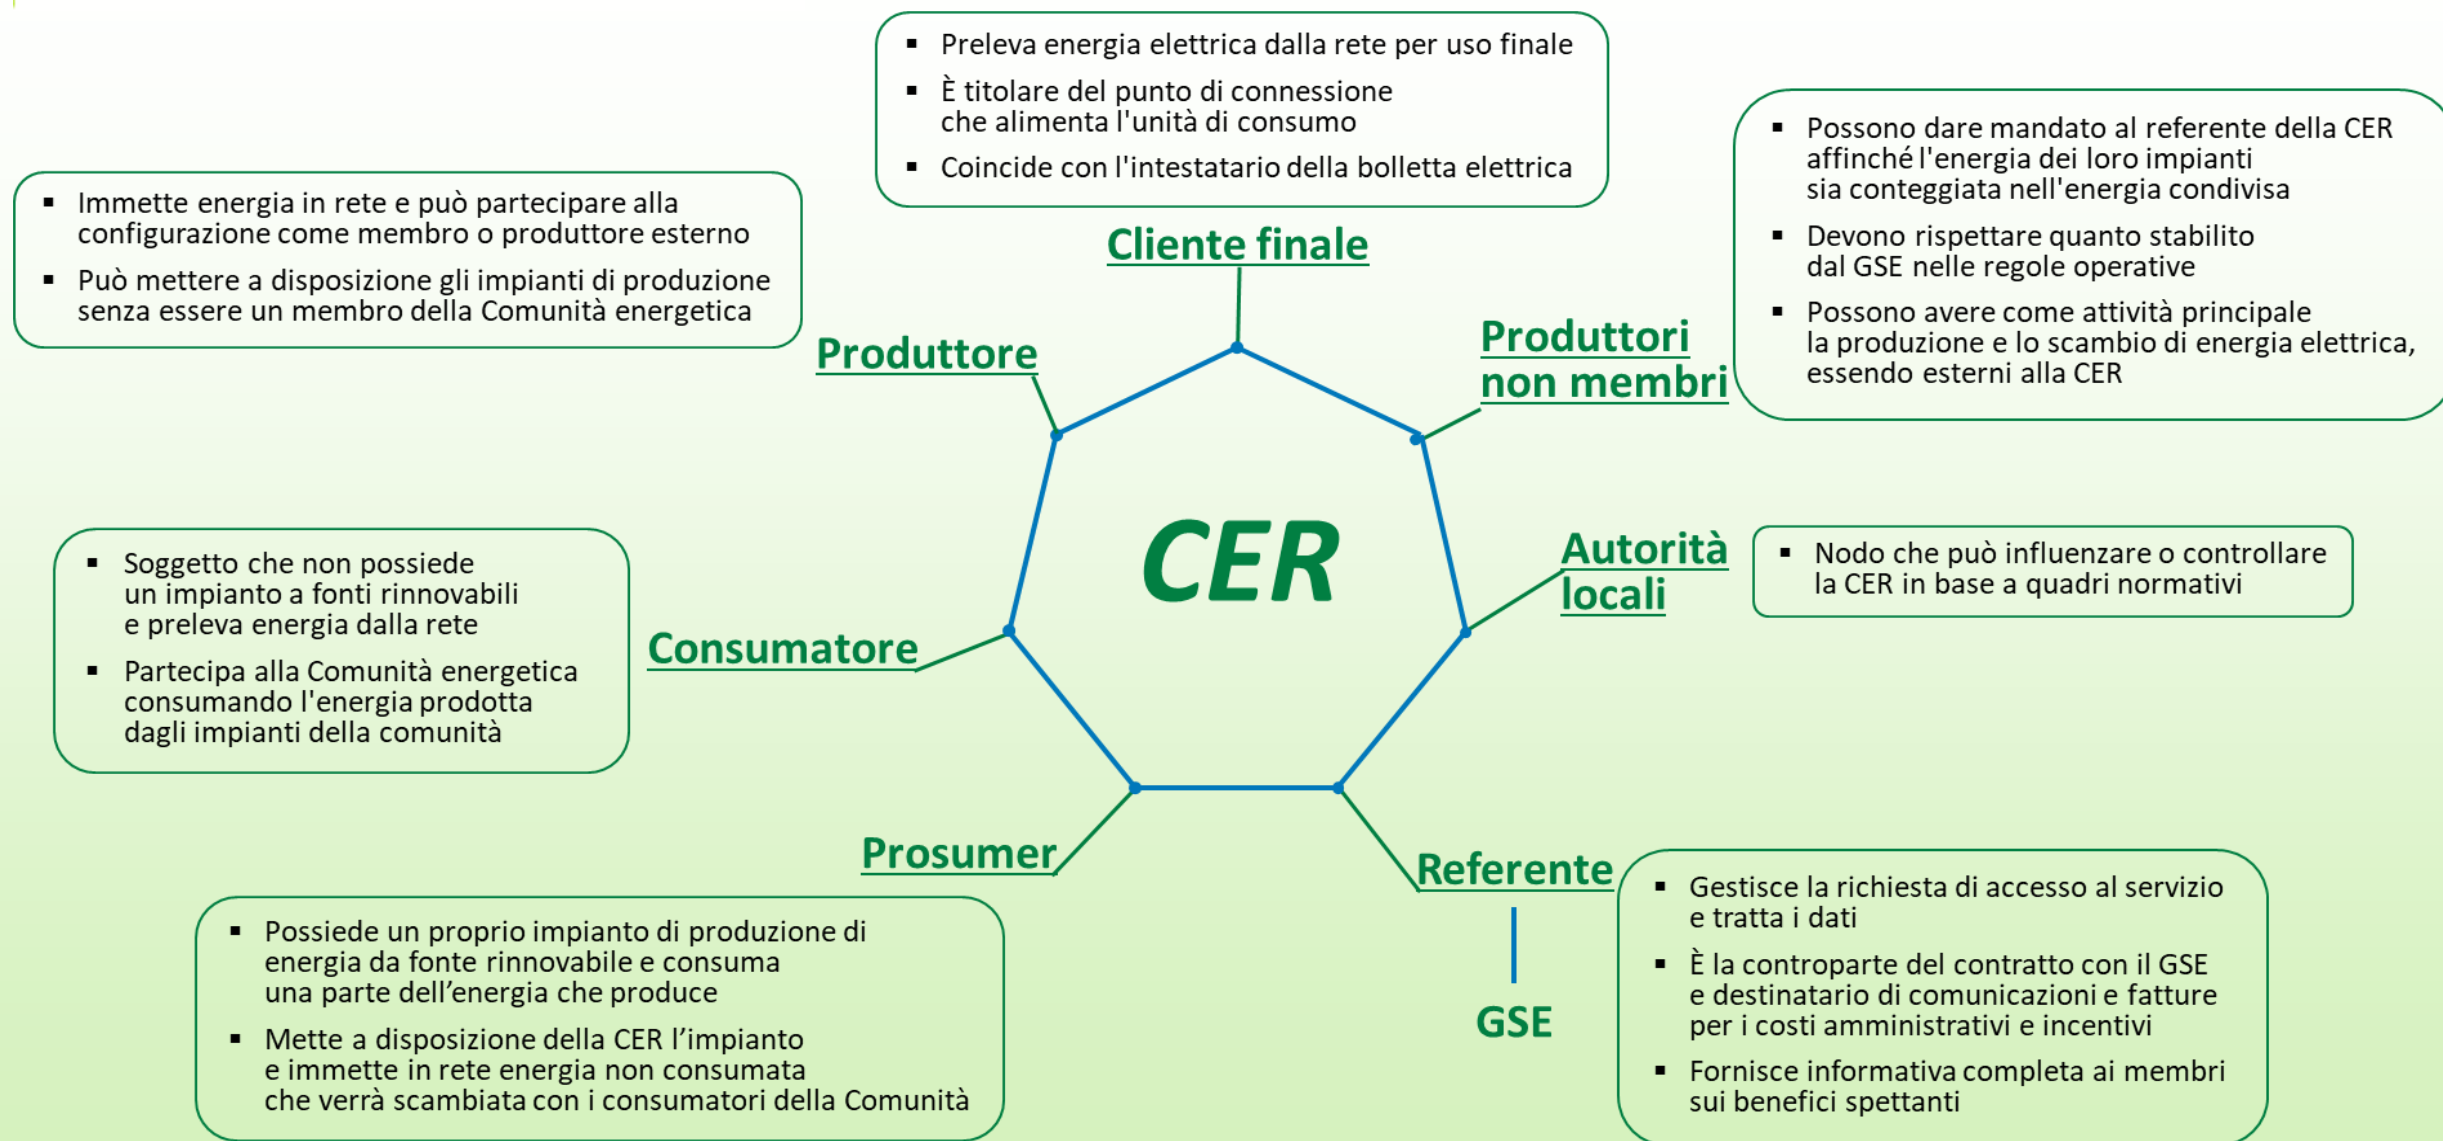 ▪ Preleva energia elettrica dalla rete per uso finale
▪ È titolare del punto di connessione
che alimenta l'unità di consumo
▪ Coincide con l'intestatario della bolletta elettrica
Cliente finale
▪ Possono dare mandato al referente della CER
affinché l'energia dei loro impianti
sia conteggiata nell'energia condivisa
▪ Devono rispettare quanto stabilito
dal GSE nelle regole operative
▪ Possono avere come attività principale
la produzione e lo scambio di energia elettrica,
essendo esterni alla CER
Produttori
non membri
▪ Immette energia in rete e può partecipare alla
configurazione come membro o produttore esterno
▪ Può mettere a disposizione gli impianti di produzione
senza essere un membro della Comunità energetica
Produttore
CER
Autorità
locali
▪ Nodo che può influenzare o controllare
la CER in base a quadri normativi
▪ Soggetto che non possiede
un impianto a fonti rinnovabili
e preleva energia dalla rete
▪ Partecipa alla Comunità energetica
consumando l'energia prodotta
dagli impianti della comunità
Consumatore
Prosumer
▪ Possiede un proprio impianto di produzione di
energia da fonte rinnovabile e consuma
una parte dell’energia che produce
▪ Mette a disposizione della CER l’impianto
e immette in rete energia non consumata
che verrà scambiata con i consumatori della Comunità
Referente
GSE
▪ Gestisce la richiesta di accesso al servizio
e tratta i dati
▪ È la controparte del contratto con il GSE
e destinatario di comunicazioni e fatture
per i costi amministrativi e incentivi
▪ Fornisce informativa completa ai membri
sui benefici spettanti